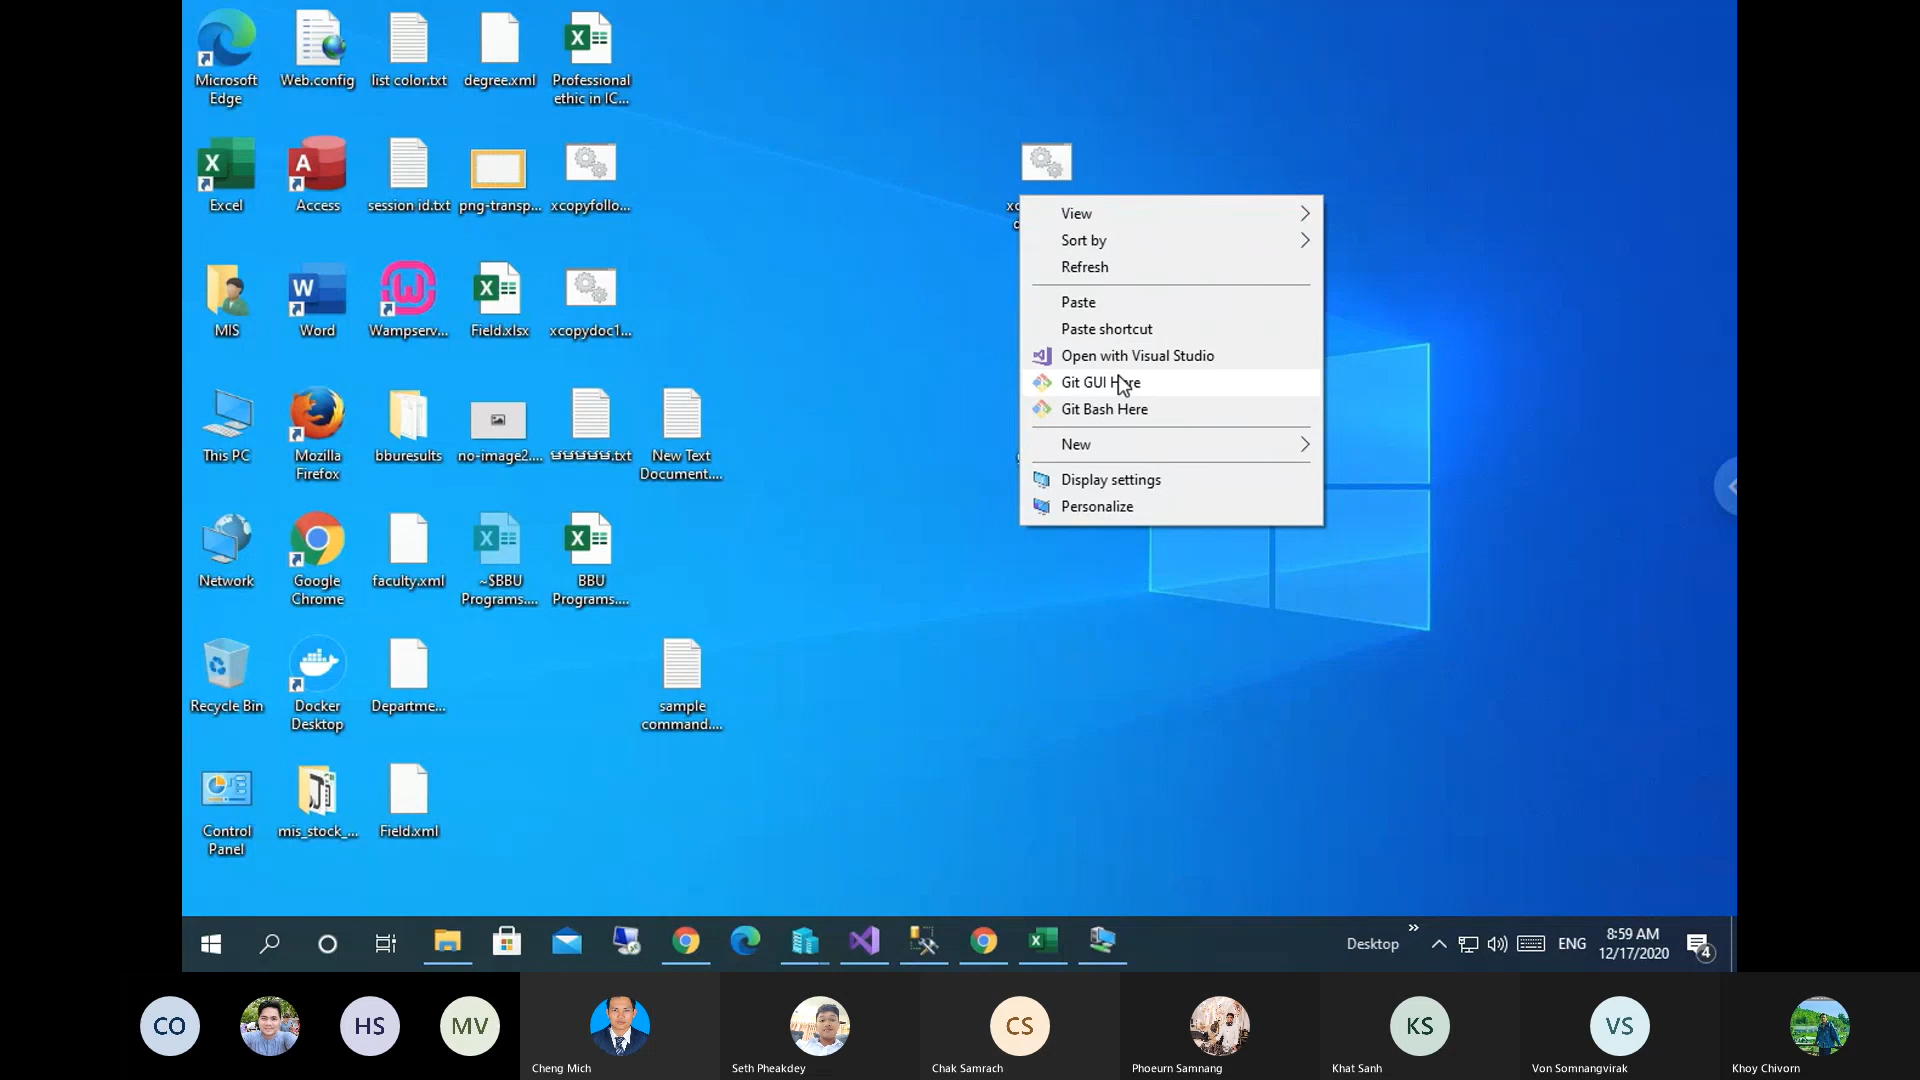 Microsoft
Edge
Web.config
list color.txt
degree.xml
Professional
ethic in IC...
Excel
Access
session id.txt
png-transp...
xcopyfollo...
MIS
Word
Wampserv...
Field.xlsx
xcopydoc1...
This PC
Mozilla
Firefox
bburesults
no-image2....
New Text
Document....
Network
Google
Chrome
faculty.xml
~$BBU
Programs....
BBU
Programs....
Recycle Bin
Docker
Desktop
Departme...
sample
command....
Control
Panel
mis_stock_...
Field.xml
View
Sort by
Refresh
Paste
Paste shortcut
Open with Visual Studio
Git GUI Here
Git Bash Here
New
Display settings
Personalize
Desktop
ENG
8:59 AM
12/17/2020
4
CO
HS
MV
CS
KS
VS
Cheng Mich
Seth Pheakdey
Chak Samrach
Phoeurn Samnang
Khat Sanh
Von Somnangvirak
Khoy Chivorn